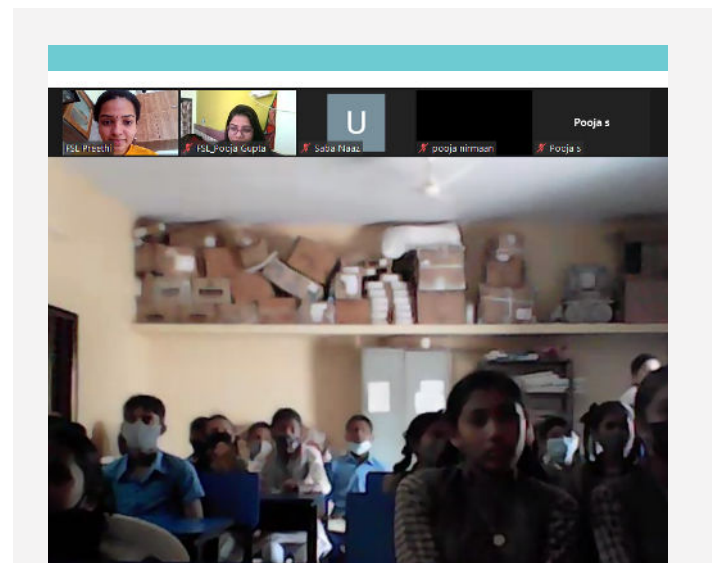 U
Pooja s
PSL Preethi
PSL_Pooja Gupta
Saba Naaz
pooja nirmaan
Pooja s